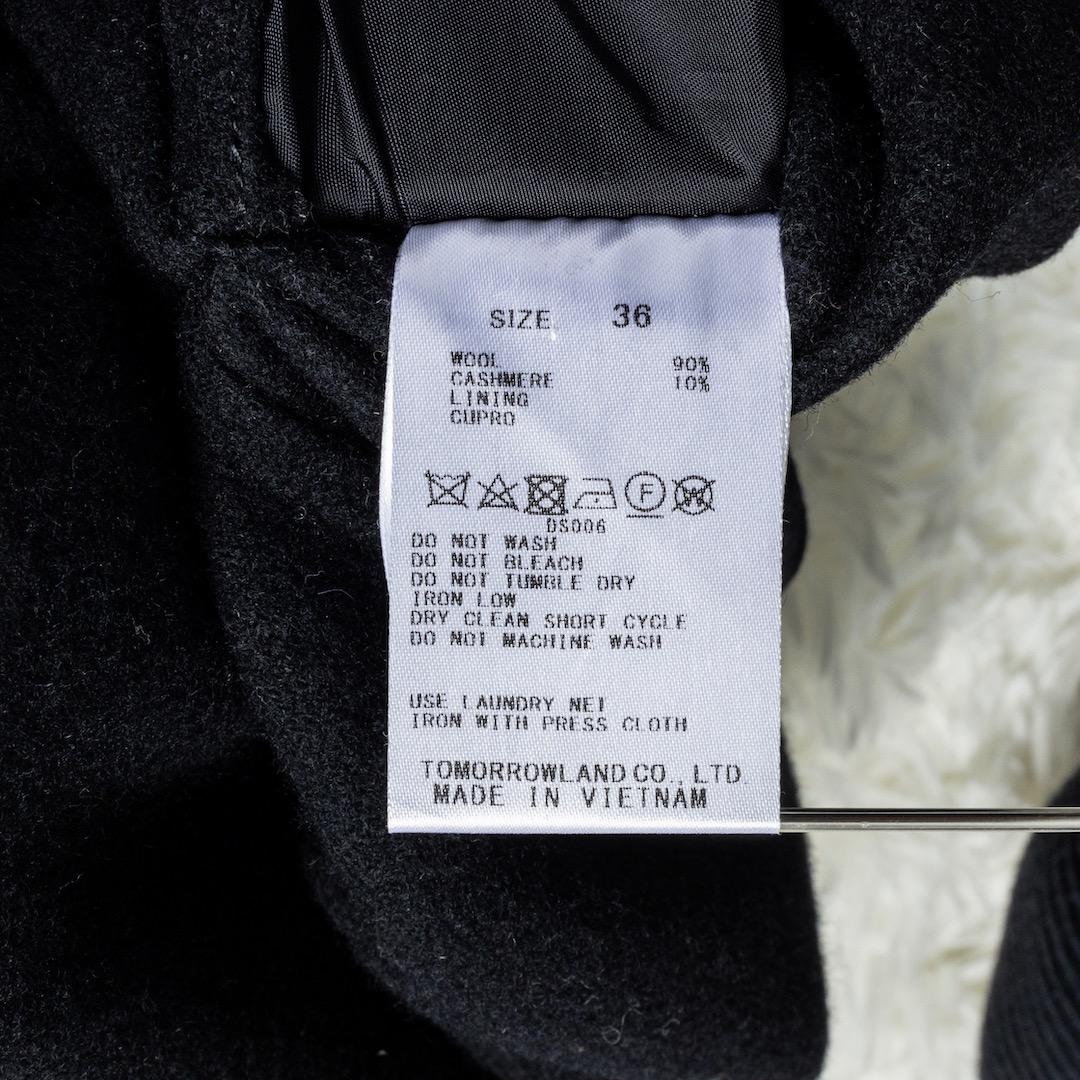 SIZE 36
WOOL 90%
CASHMERE 10%
LINING
CUPRO
F W
DS006
DO NOT WASH
DO NOT BLEACH
DO NOT TUMBLE DRY
IRON LOW
DRY CLEAN SHORT CYCLE
DO NOT MACHINE WASH
USE LAUNDRY NET
IRON WITH PRESS CLOTH
TOMORROWLAND CO., LTD.
MADE IN VIETNAM